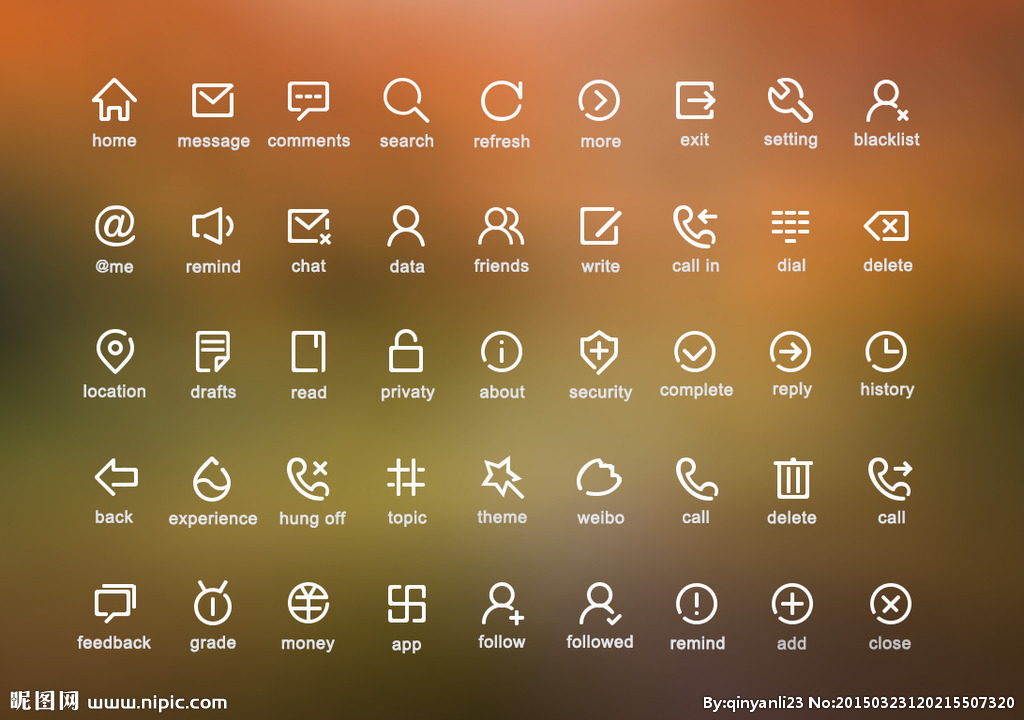 home message comments search refresh more exit setting blacklist
@me remind chat data friends write call in dial delete
location drafts read privaty about security complete reply history
back experience hung off topic theme weibo call delete call
feedback grade money app follow followed remind add close
昵图网 www.nipic.com By:qinyanli23 No:20150323120215507320